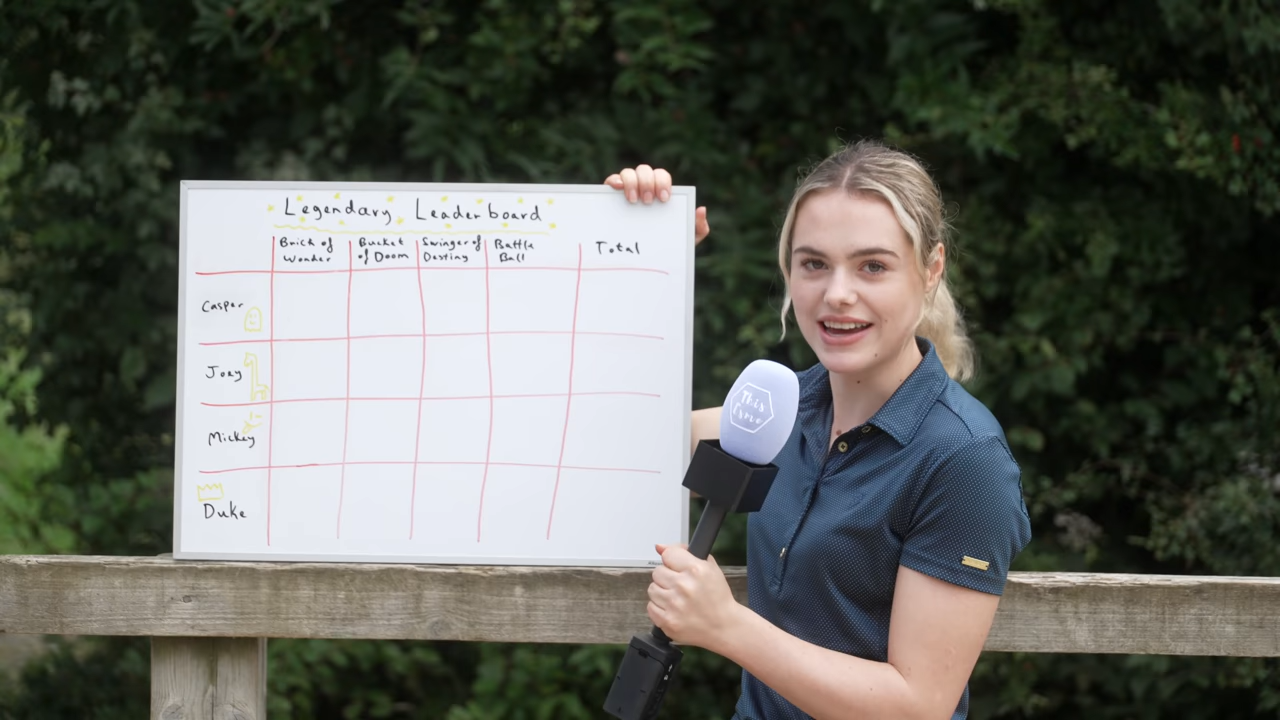 Legendary Leaderboard
Brick of Wonder
Bucket of Doom
Swinger of Destiny
Battle Ball
Total
Casper
Joey
Mickey
Duke
This